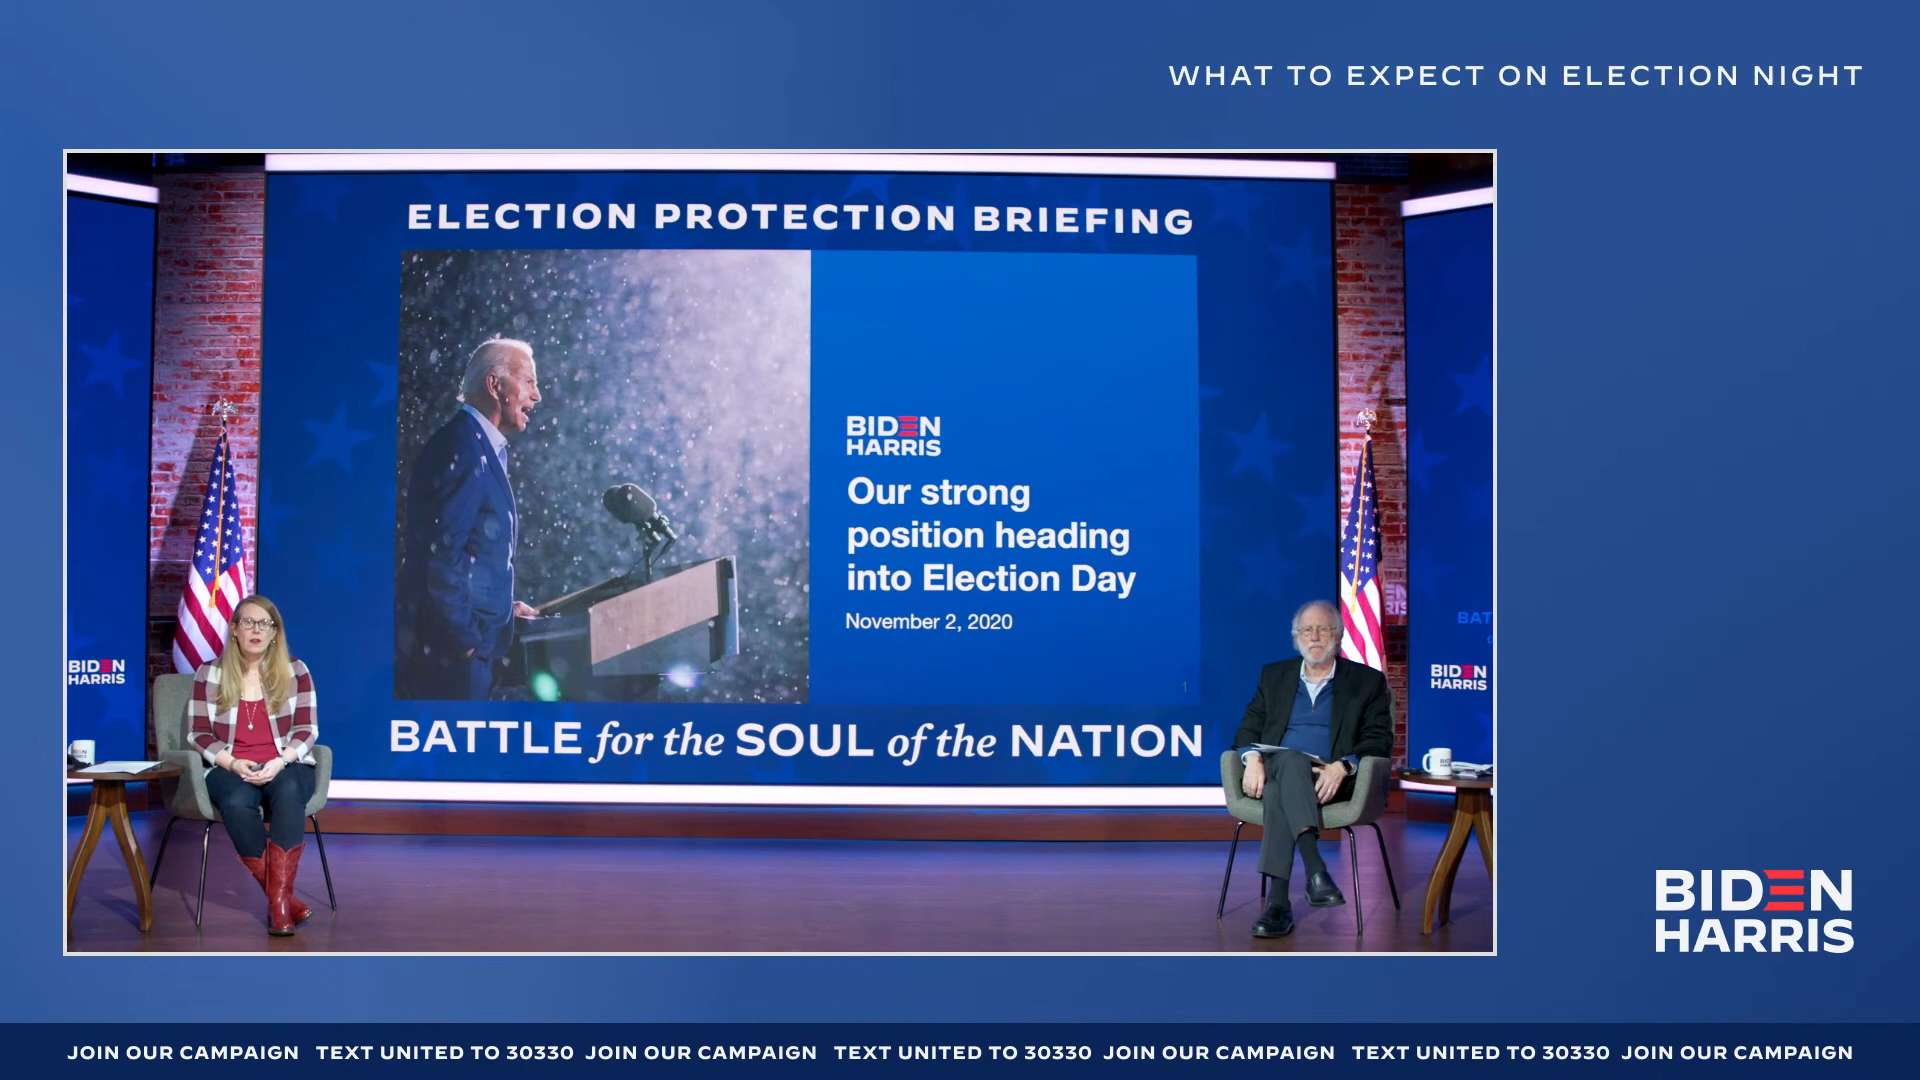 WHAT TO EXPECT ON ELECTION NIGHT
ELECTION PROTECTION BRIEFING
BIDEN
HARRIS
Our strong
position heading
into Election Day
November 2, 2020
1
BATTLE for the SOUL of the NATION
BIDEN
HARRIS
BAT
BIDEN
HARRIS
BIDEN
HARRIS
JOIN OUR CAMPAIGN TEXT UNITED TO 30330 JOIN OUR CAMPAIGN TEXT UNITED TO 30330 JOIN OUR CAMPAIGN TEXT UNITED TO 30330 JOIN OUR CAMPAIGN